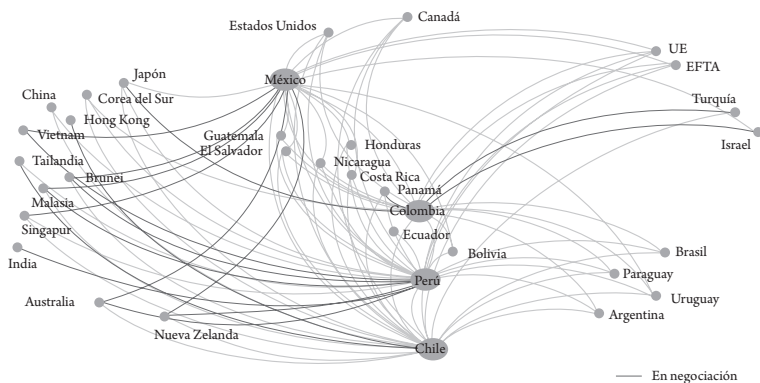 Canadá
Estados Unidos
UE
EFTA
Japón
México
China
Corea del Sur
Turquía
Hong Kong
Vietnam
Guatemala
Honduras
Israel
El Salvador
Tailandia
Nicaragua
Brunei
Costa Rica
Malasia
Panamá
Colombia
Singapur
Ecuador
Bolivia
Brasil
India
Perú
Paraguay
Australia
Uruguay
Argentina
Nueva Zelanda
Chile
En negociación